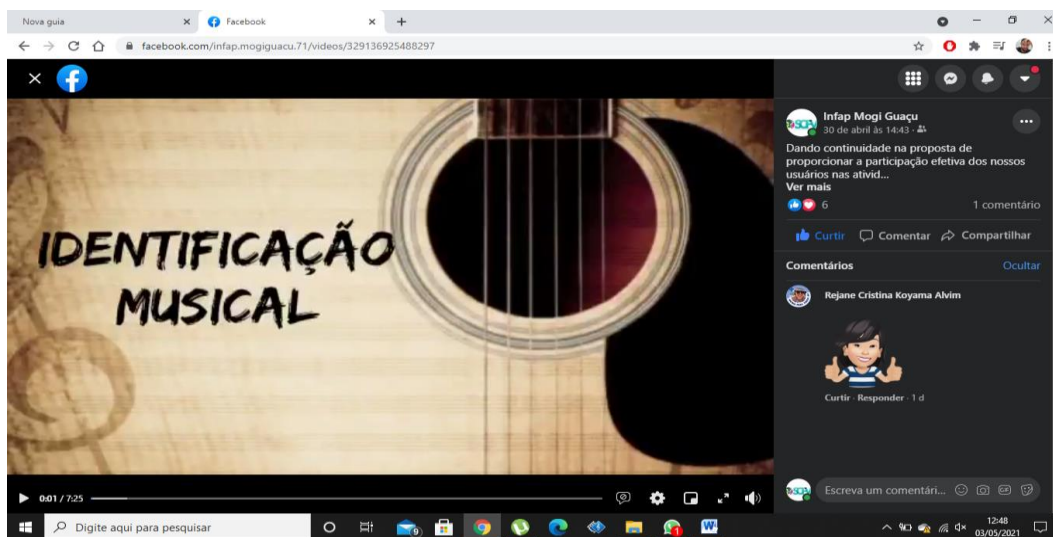 Nova guia
Facebook
facebook.com/infap.mogiguacu.71/videos/329136925488297
IDENTIFICAÇÃO
MUSICAL
0:01 / 7:25
Infap Mogi Guaçu
30 de abril às 14:43 ·
Dando continuidade na proposta de
proporcionar a participação efetiva dos nossos
usuários nas ativid...
Ver mais
6
1 comentário
Curtir
Comentar
Compartilhar
Comentários
Ocultar
Rejane Cristina Koyama Alvim
Curtir · Responder · 1 d
Escreva um comentári...
Digite aqui para pesquisar
12:48
03/05/2021